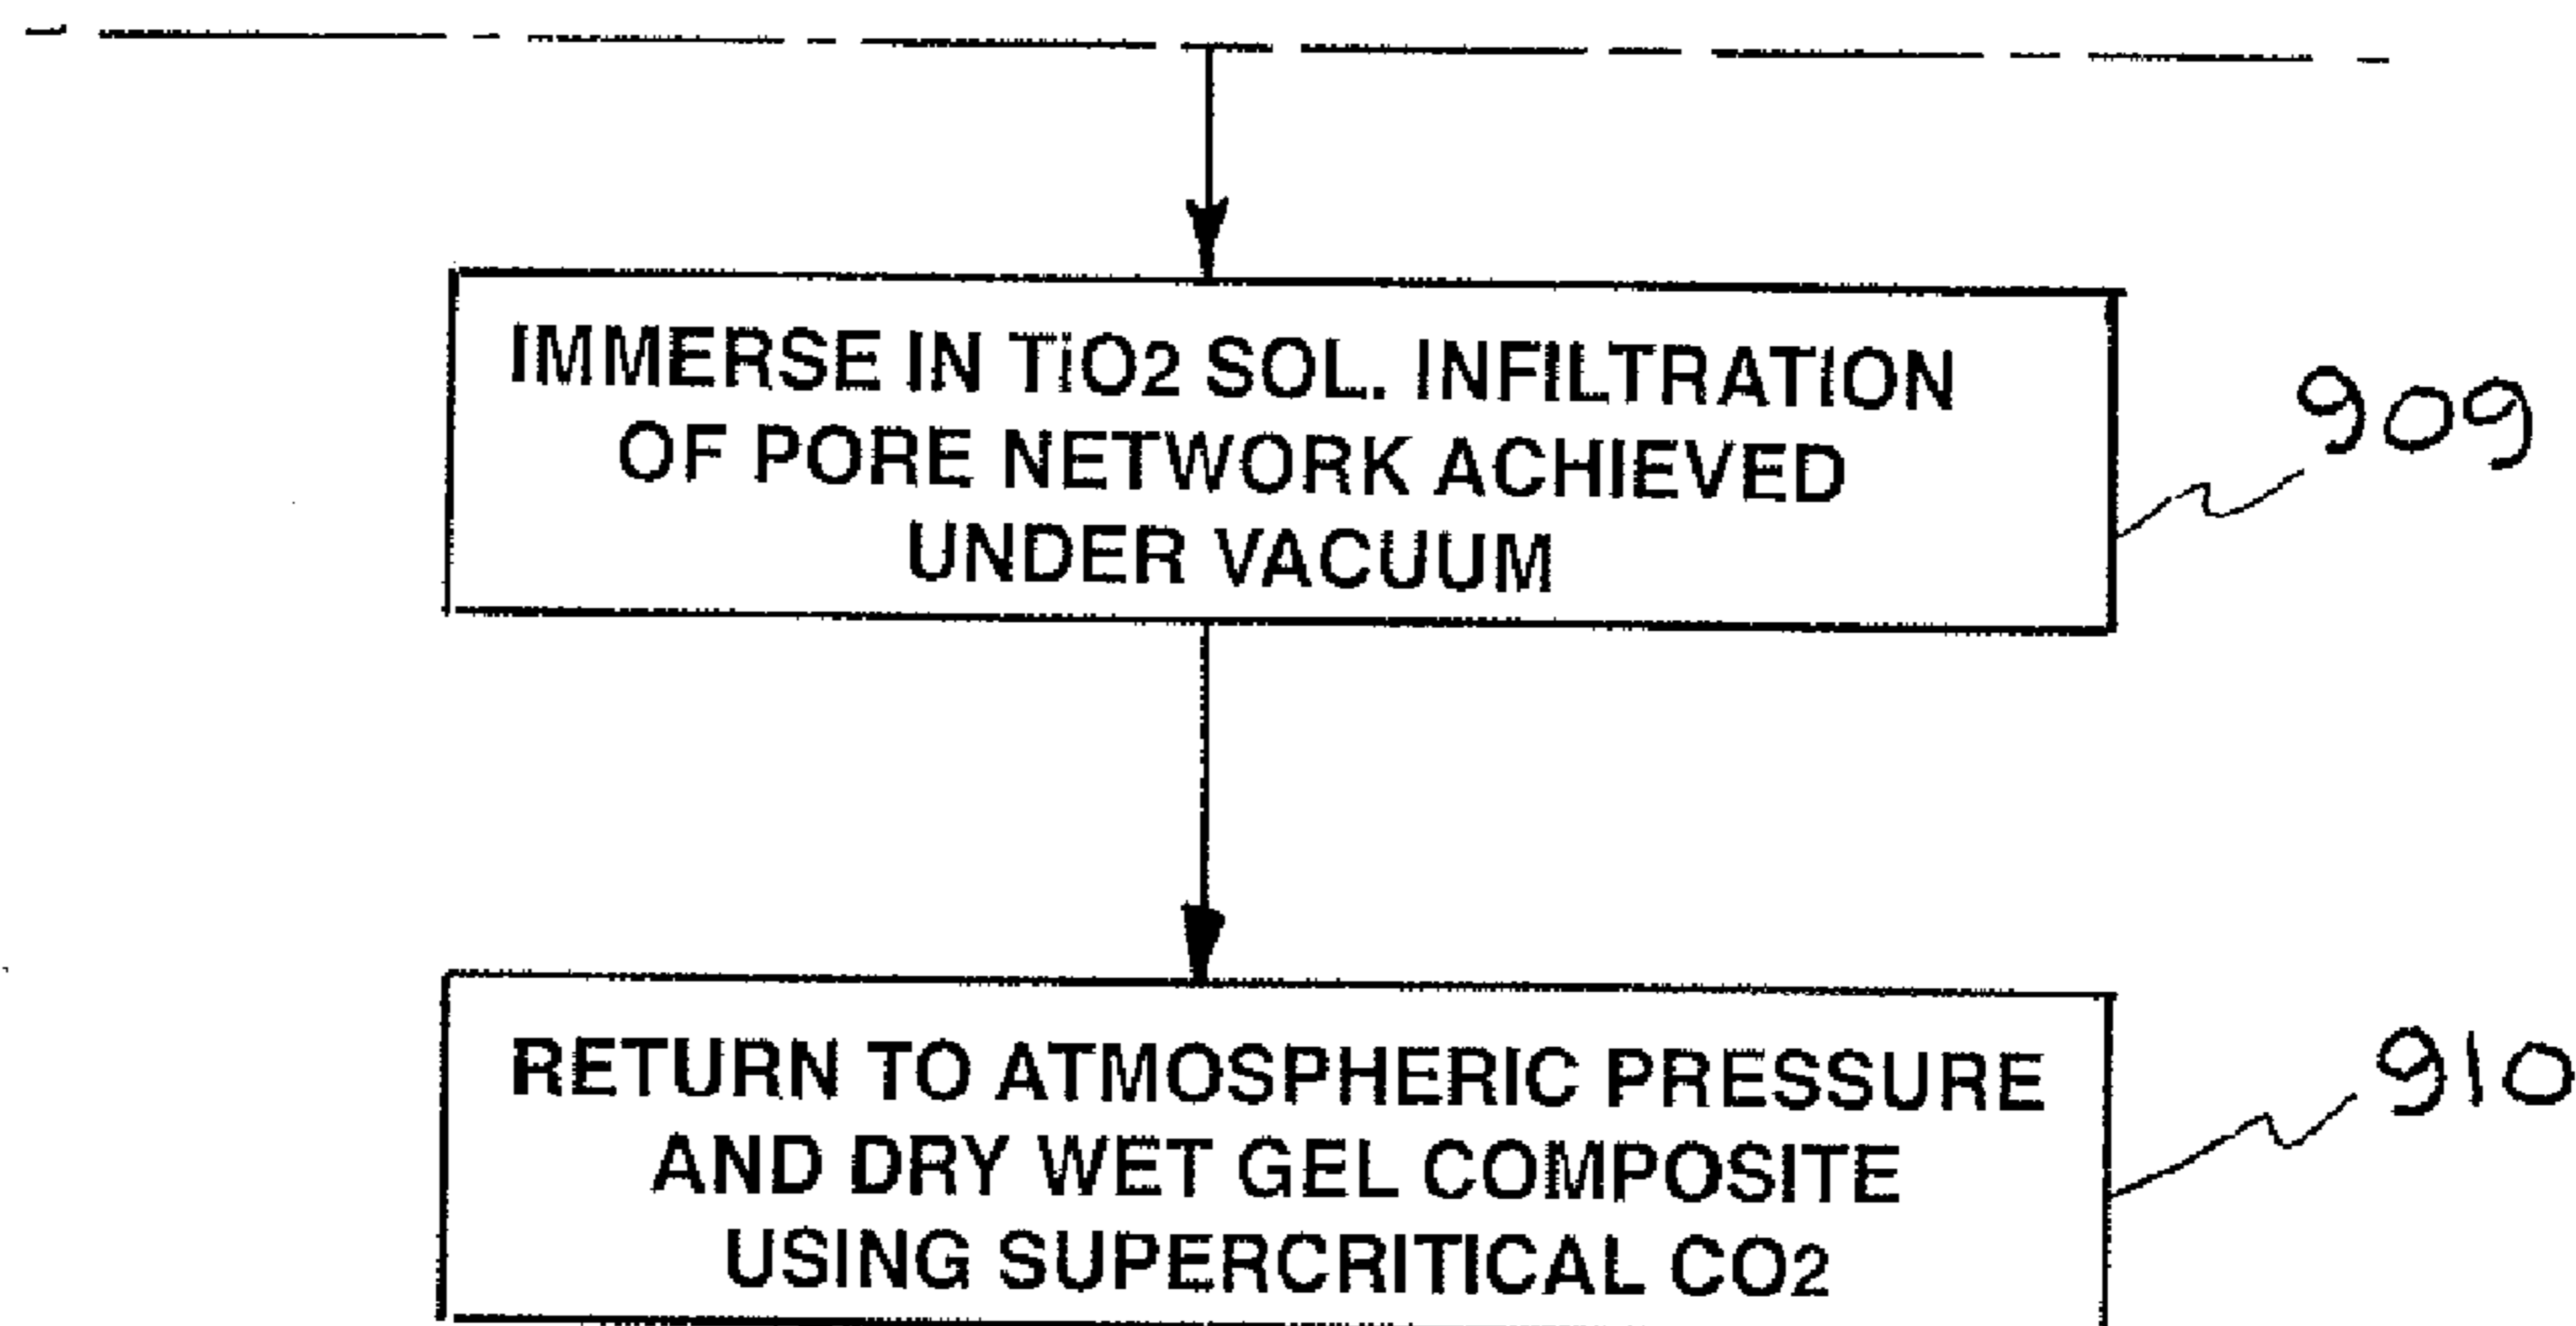 IMMERSE IN TiO2 SOL. INFILTRATION
OF PORE NETWORK ACHIEVED
UNDER VACUUM
909
RETURN TO ATMOSPHERIC PRESSURE
AND DRY WET GEL COMPOSITE
USING SUPERCRITICAL CO2
910